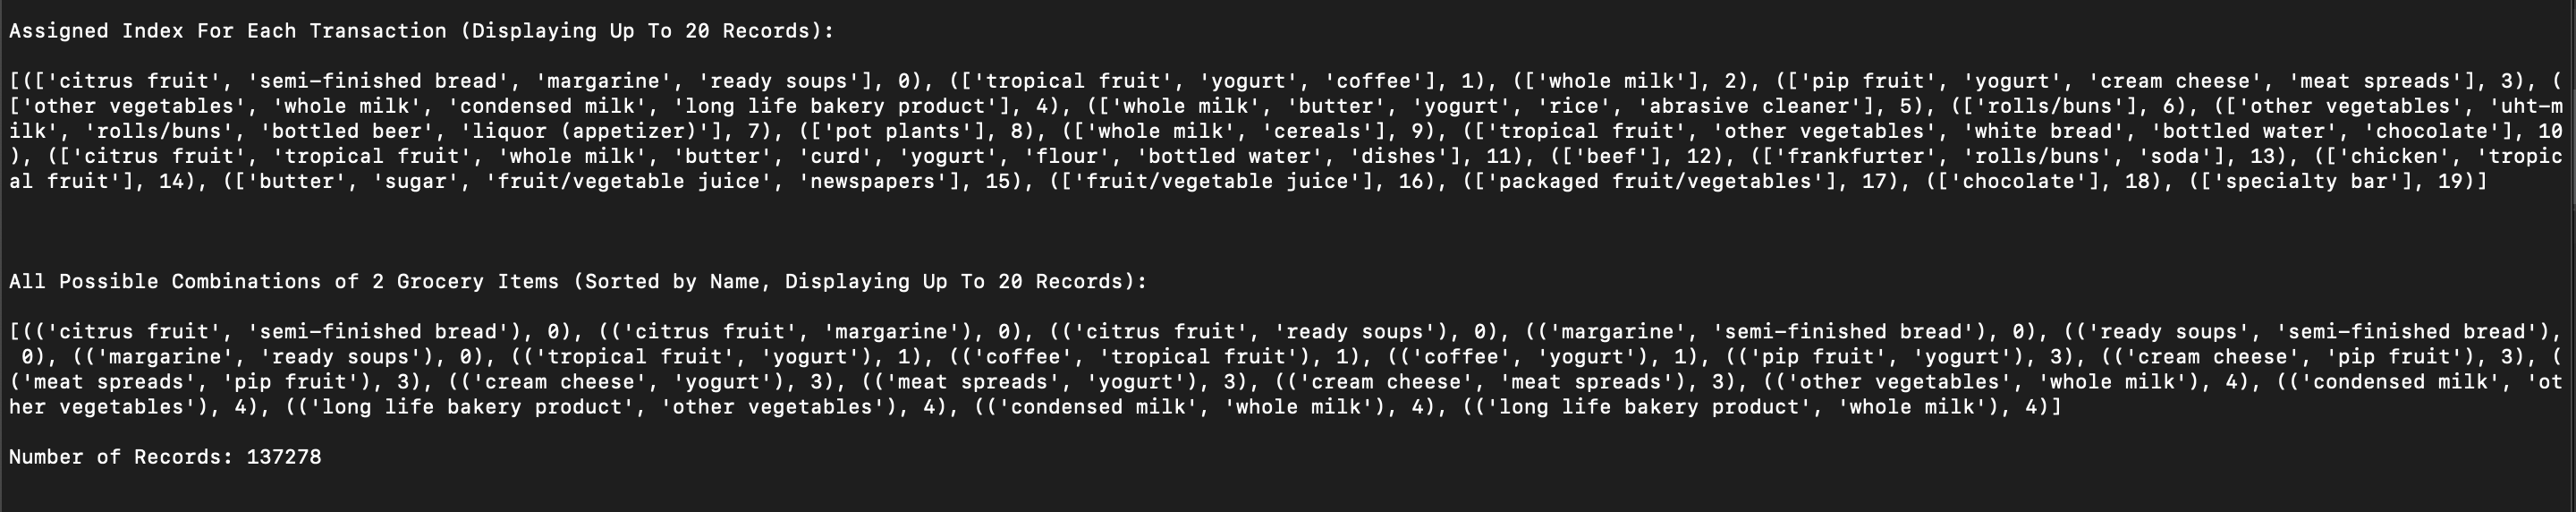 Assigned Index For Each Transaction (Displaying Up To 20 Records):
[(['citrus fruit', 'semi-finished bread', 'margarine', 'ready soups'], 0), (['tropical fruit', 'yogurt', 'coffee'], 1), (['whole milk'], 2), (['pip fruit', 'yogurt', 'cream cheese', 'meat spreads'], 3), (
['other vegetables', 'whole milk', 'condensed milk', 'long life bakery product'], 4), (['whole milk', 'butter', 'yogurt', 'rice', 'abrasive cleaner'], 5), (['rolls/buns'], 6), (['other vegetables', 'uht-m
ilk', 'rolls/buns', 'bottled beer', 'liquor (appetizer)'], 7), (['pot plants'], 8), (['whole milk', 'cereals'], 9), (['tropical fruit', 'other vegetables', 'white bread', 'bottled water', 'chocolate'], 10
), (['citrus fruit', 'tropical fruit', 'whole milk', 'butter', 'curd', 'yogurt', 'flour', 'bottled water', 'dishes'], 11), (['beef'], 12), (['frankfurter', 'rolls/buns', 'soda'], 13), (['chicken', 'tropic
al fruit'], 14), (['butter', 'sugar', 'fruit/vegetable juice', 'newspapers'], 15), (['fruit/vegetable juice'], 16), (['packaged fruit/vegetables'], 17), (['chocolate'], 18), (['specialty bar'], 19)]
All Possible Combinations of 2 Grocery Items (Sorted by Name, Displaying Up To 20 Records):
[(('citrus fruit', 'semi-finished bread'), 0), (('citrus fruit', 'margarine'), 0), (('citrus fruit', 'ready soups'), 0), (('margarine', 'semi-finished bread'), 0), (('ready soups', 'semi-finished bread'),
 0), (('margarine', 'ready soups'), 0), (('tropical fruit', 'yogurt'), 1), (('coffee', 'tropical fruit'), 1), (('coffee', 'yogurt'), 1), (('pip fruit', 'yogurt'), 3), (('cream cheese', 'pip fruit'), 3), (
('meat spreads', 'pip fruit'), 3), (('cream cheese', 'yogurt'), 3), (('meat spreads', 'yogurt'), 3), (('cream cheese', 'meat spreads'), 3), (('other vegetables', 'whole milk'), 4), (('condensed milk', 'ot
her vegetables'), 4), (('long life bakery product', 'other vegetables'), 4), (('condensed milk', 'whole milk'), 4), (('long life bakery product', 'whole milk'), 4)]
Number of Records: 137278